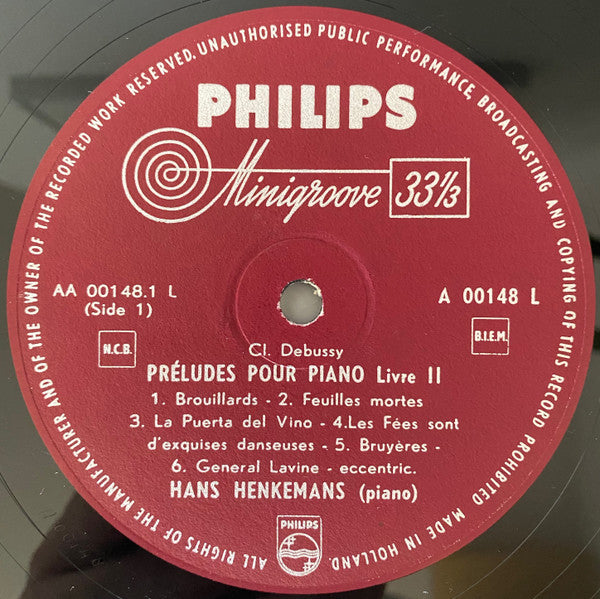 ALL RIGHTS OF THE MANUFACTURER AND OF THE OWNER OF THE RECORDED WORK RESERVED. UNAUTHORISED PUBLIC PERFORMANCE, BROADCASTING AND COPYING OF THIS RECORD PROHIBITED MADE IN HOLLAND.
PHILIPS
Minigroove 33⅓
AA 00148.1 L
(Side 1)
A 00148 L
N.C.B.
B.I.E.M.
Cl. Debussy
PRÉLUDES POUR PIANO Livre II
1. Brouillards - 2. Feuilles mortes
3. La Puerta del Vino - 4.Les Fées sont
d'exquises danseuses - 5. Bruyères -
6. General Lavine - eccentric.
HANS HENKEMANS (piano)
PHILIPS